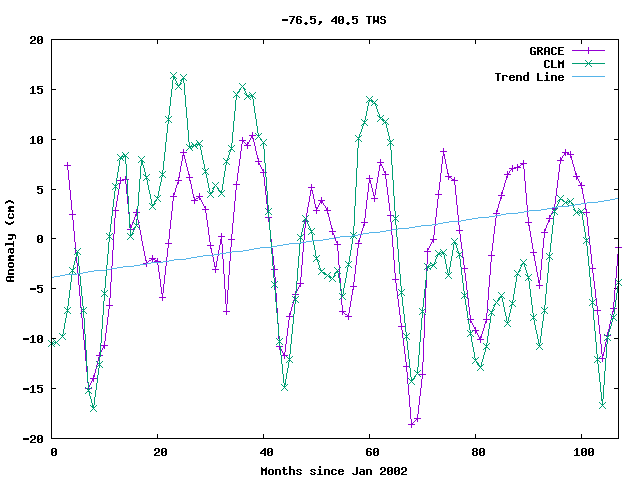 -76.5, 40.5 TWS
GRACE
CLM
Trend Line
20
15
10
5
0
-5
-10
-15
-20
Anomaly (cm)
0 20 40 60 80 100
Months since Jan 2002